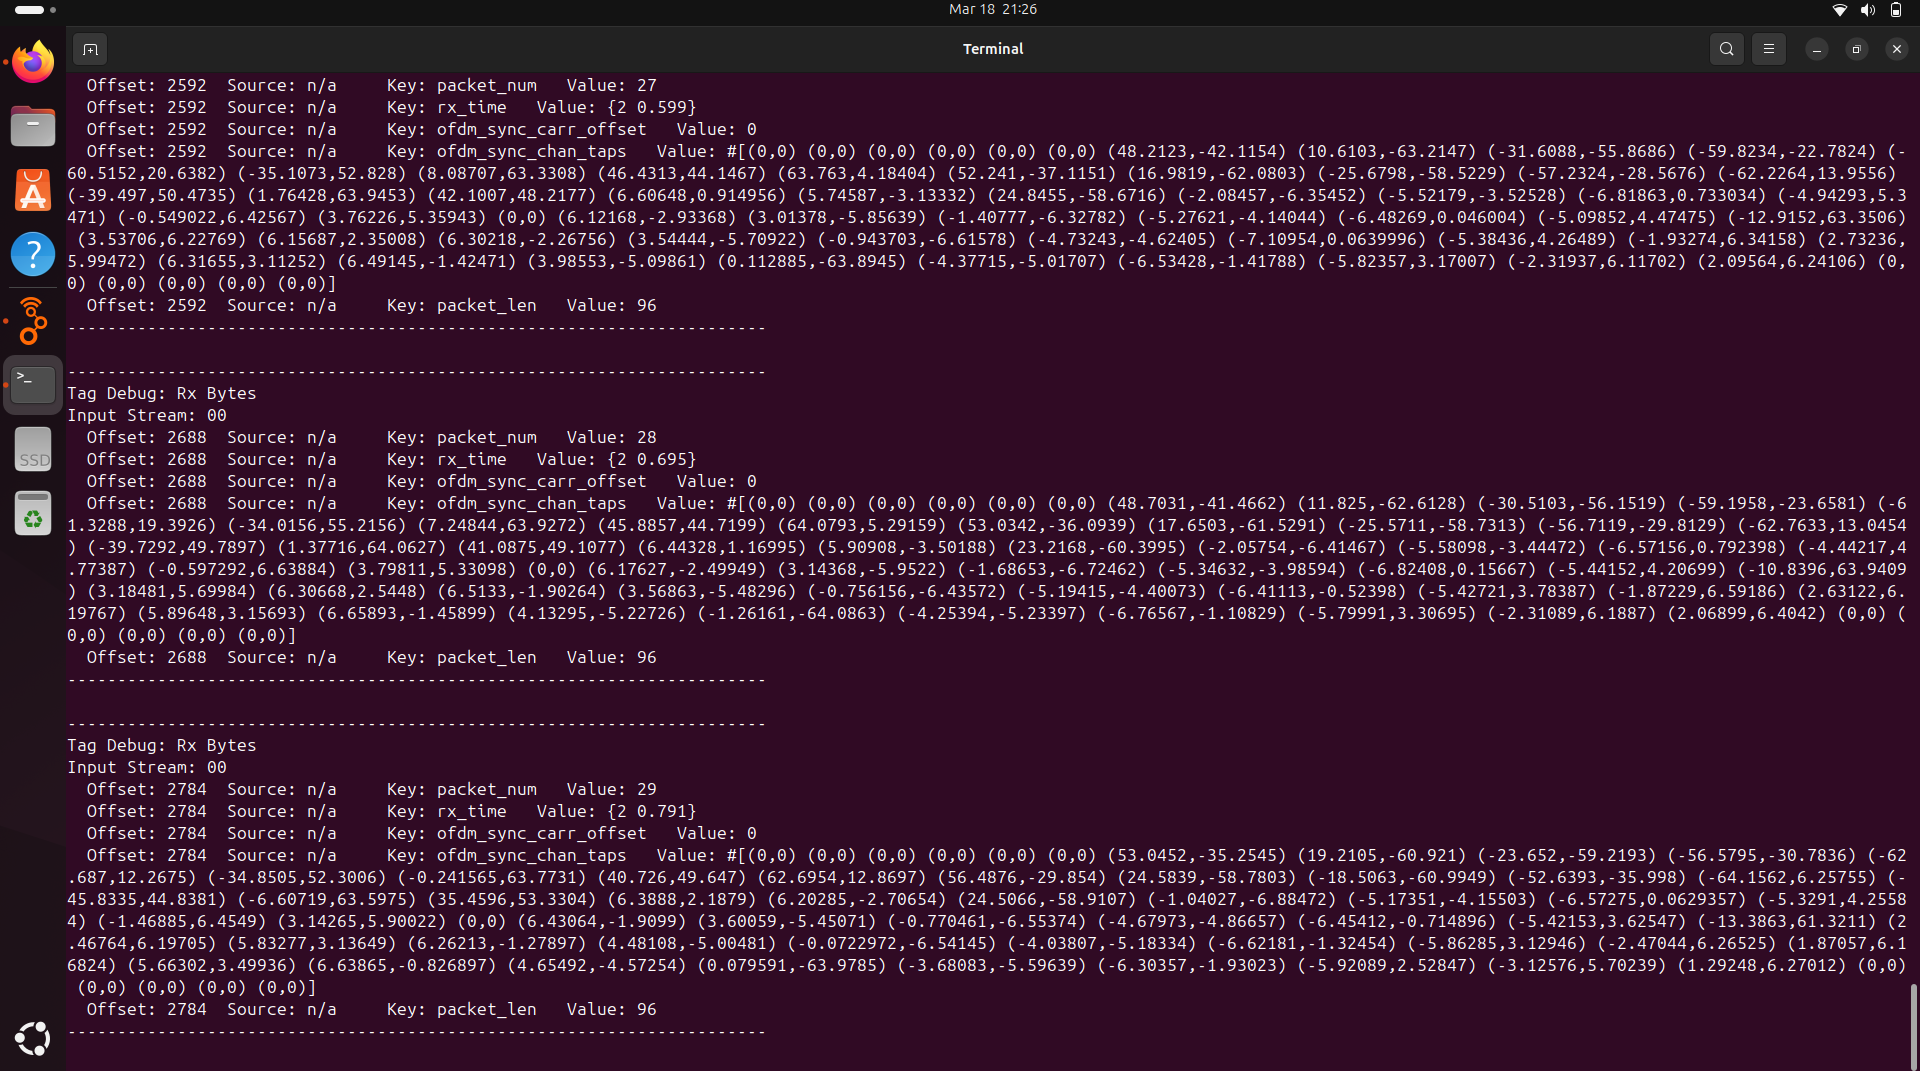 Mar 18 21:26
Terminal
Offset: 2592 Source: n/a Key: packet_num Value: 27
Offset: 2592 Source: n/a Key: rx_time Value: {2 0.599}
Offset: 2592 Source: n/a Key: ofdm_sync_carr_offset Value: 0
Offset: 2592 Source: n/a Key: ofdm_sync_chan_taps Value: #[(0,0) (0,0) (0,0) (0,0) (0,0) (0,0) (48.2123,-42.1154) (10.6103,-63.2147) (-31.6088,-55.8686) (-59.8234,-22.7824) (-
60.5152,20.6382) (-35.1073,52.828) (8.08707,63.3308) (46.4313,44.1467) (63.763,4.18404) (52.241,-37.1151) (16.9819,-62.0803) (-25.6798,-58.5229) (-57.2324,-28.5676) (-62.2264,13.9556)
(-39.497,50.4735) (1.76428,63.9453) (42.1007,48.2177) (6.60648,0.914956) (5.74587,-3.13332) (24.8455,-58.6716) (-2.08457,-6.35452) (-5.52179,-3.52528) (-6.81863,0.733034) (-4.94293,5.3
471) (-0.549022,6.42567) (3.76226,5.35943) (0,0) (6.12168,-2.93368) (3.01378,-5.85639) (-1.40777,-6.32782) (-5.27621,-4.14044) (-6.48269,0.046004) (-5.09852,4.47475) (-12.9152,63.3506)
(3.53706,6.22769) (6.15687,2.35008) (6.30218,-2.26756) (3.54444,-5.70922) (-0.943703,-6.61578) (-4.73243,-4.62405) (-7.10954,0.0639996) (-5.38436,4.26489) (-1.93274,6.34158) (2.73236,
5.99472) (6.31655,3.11252) (6.49145,-1.42471) (3.98553,-5.09861) (0.112885,-63.8945) (-4.37715,-5.01707) (-6.53428,-1.41788) (-5.82357,3.17007) (-2.31937,6.11702) (2.09564,6.24106) (0,
0) (0,0) (0,0) (0,0) (0,0)]
Offset: 2592 Source: n/a Key: packet_len Value: 96
----------------------------------------------------------------------
----------------------------------------------------------------------
Tag Debug: Rx Bytes
Input Stream: 00
Offset: 2688 Source: n/a Key: packet_num Value: 28
Offset: 2688 Source: n/a Key: rx_time Value: {2 0.695}
Offset: 2688 Source: n/a Key: ofdm_sync_carr_offset Value: 0
Offset: 2688 Source: n/a Key: ofdm_sync_chan_taps Value: #[(0,0) (0,0) (0,0) (0,0) (0,0) (0,0) (48.7031,-41.4662) (11.825,-62.6128) (-30.5103,-56.1519) (-59.1958,-23.6581) (-6
1.3288,19.3926) (-34.0156,55.2156) (7.24844,63.9272) (45.8857,44.7199) (64.0793,5.29159) (53.0342,-36.0939) (17.6503,-61.5291) (-25.5711,-58.7313) (-56.7119,-29.8129) (-62.7633,13.0454
) (-39.7292,49.7897) (1.37716,64.0627) (41.0875,49.1077) (6.44328,1.16995) (5.90908,-3.50188) (23.2168,-60.3995) (-2.05754,-6.41467) (-5.58098,-3.44472) (-6.57156,0.792398) (-4.44217,4
.77387) (-0.597292,6.63884) (3.79811,5.33098) (0,0) (6.17627,-2.49949) (3.14368,-5.9522) (-1.68653,-6.72462) (-5.34632,-3.98594) (-6.82408,0.15667) (-5.44152,4.20699) (-10.8396,63.9409
) (3.18481,5.69984) (6.30668,2.5448) (6.5133,-1.90264) (3.56863,-5.48296) (-0.756156,-6.43572) (-5.19415,-4.40073) (-6.41113,-0.52398) (-5.42721,3.78387) (-1.87229,6.59186) (2.63122,6.
19767) (5.89648,3.15693) (6.65893,-1.45899) (4.13295,-5.22726) (-1.26161,-64.0863) (-4.25394,-5.23397) (-6.76567,-1.10829) (-5.79991,3.30695) (-2.31089,6.1887) (2.06899,6.4042) (0,0) (
0,0) (0,0) (0,0) (0,0)]
Offset: 2688 Source: n/a Key: packet_len Value: 96
----------------------------------------------------------------------
----------------------------------------------------------------------
Tag Debug: Rx Bytes
Input Stream: 00
Offset: 2784 Source: n/a Key: packet_num Value: 29
Offset: 2784 Source: n/a Key: rx_time Value: {2 0.791}
Offset: 2784 Source: n/a Key: ofdm_sync_carr_offset Value: 0
Offset: 2784 Source: n/a Key: ofdm_sync_chan_taps Value: #[(0,0) (0,0) (0,0) (0,0) (0,0) (0,0) (53.0452,-35.2545) (19.2105,-60.921) (-23.652,-59.2193) (-56.5795,-30.7836) (-62
.687,12.2675) (-34.8505,52.3006) (-0.241565,63.7731) (40.726,49.647) (62.6954,12.8697) (56.4876,-29.854) (24.5839,-58.7803) (-18.5063,-60.9949) (-52.6393,-35.998) (-64.1562,6.25755) (-
45.8335,44.8381) (-6.60719,63.5975) (35.4596,53.3304) (6.3888,2.1879) (6.20285,-2.70654) (24.5066,-58.9107) (-1.04027,-6.88472) (-5.17351,-4.15503) (-6.57275,0.0629357) (-5.3291,4.2558
4) (-1.46885,6.4549) (3.14265,5.90022) (0,0) (6.43064,-1.9099) (3.60059,-5.45071) (-0.770461,-6.55374) (-4.67973,-4.86657) (-6.45412,-0.714896) (-5.42153,3.62547) (-13.3863,61.3211) (2
.46764,6.19705) (5.83277,3.13649) (6.26213,-1.27897) (4.48108,-5.00481) (-0.0722972,-6.54145) (-4.03807,-5.18334) (-6.62181,-1.32454) (-5.86285,3.12946) (-2.47044,6.26525) (1.87057,6.1
6824) (5.66302,3.49936) (6.63865,-0.826897) (4.65492,-4.57254) (0.079591,-63.9785) (-3.68083,-5.59639) (-6.30357,-1.93023) (-5.92089,2.52847) (-3.12576,5.70239) (1.29248,6.27012) (0,0)
(0,0) (0,0) (0,0) (0,0)]
Offset: 2784 Source: n/a Key: packet_len Value: 96
----------------------------------------------------------------------
SSD